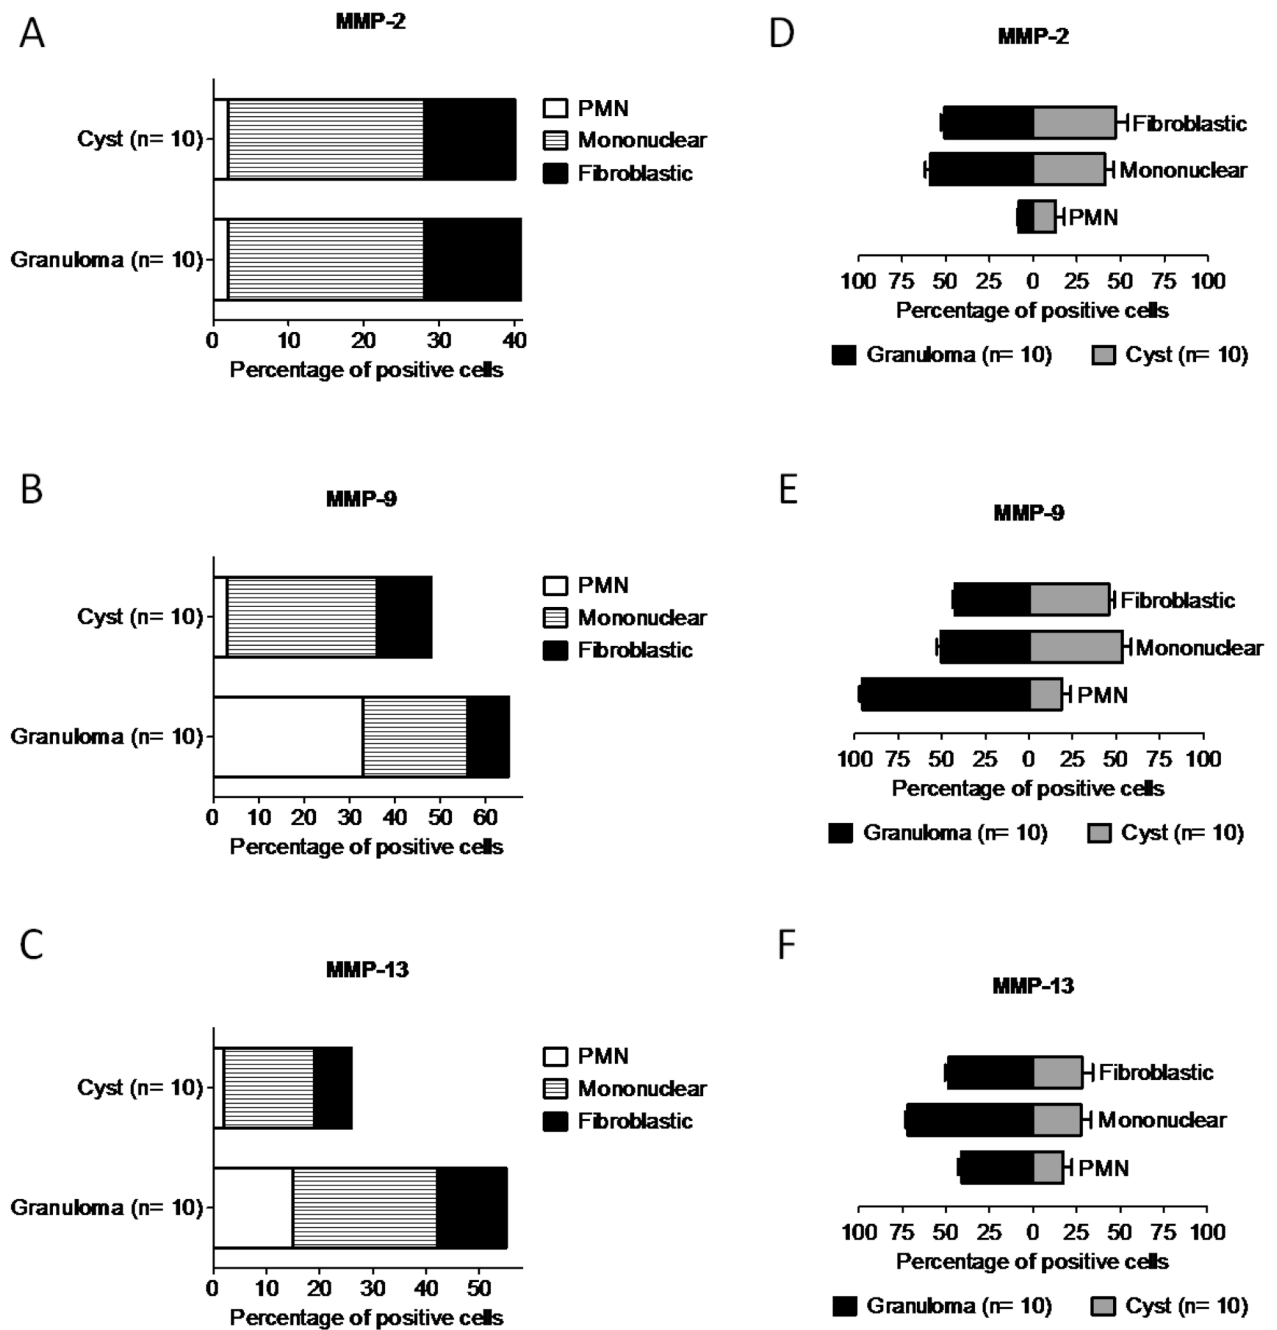 A
MMP-2
Cyst (n= 10)
Granuloma (n= 10)
PMN
Mononuclear
Fibroblastic
0 10 20 30 40
Percentage of positive cells
D
MMP-2
Fibroblastic
Mononuclear
PMN
100 75 50 25 0 25 50 75 100
Percentage of positive cells
Granuloma (n= 10) Cyst (n= 10)
B
MMP-9
Cyst (n= 10)
Granuloma (n= 10)
PMN
Mononuclear
Fibroblastic
0 10 20 30 40 50 60
Percentage of positive cells
E
MMP-9
Fibroblastic
Mononuclear
PMN
100 75 50 25 0 25 50 75 100
Percentage of positive cells
Granuloma (n= 10) Cyst (n= 10)
C
MMP-13
Cyst (n= 10)
Granuloma (n= 10)
PMN
Mononuclear
Fibroblastic
0 10 20 30 40 50
Percentage of positive cells
F
MMP-13
Fibroblastic
Mononuclear
PMN
100 75 50 25 0 25 50 75 100
Percentage of positive cells
Granuloma (n= 10) Cyst (n= 10)